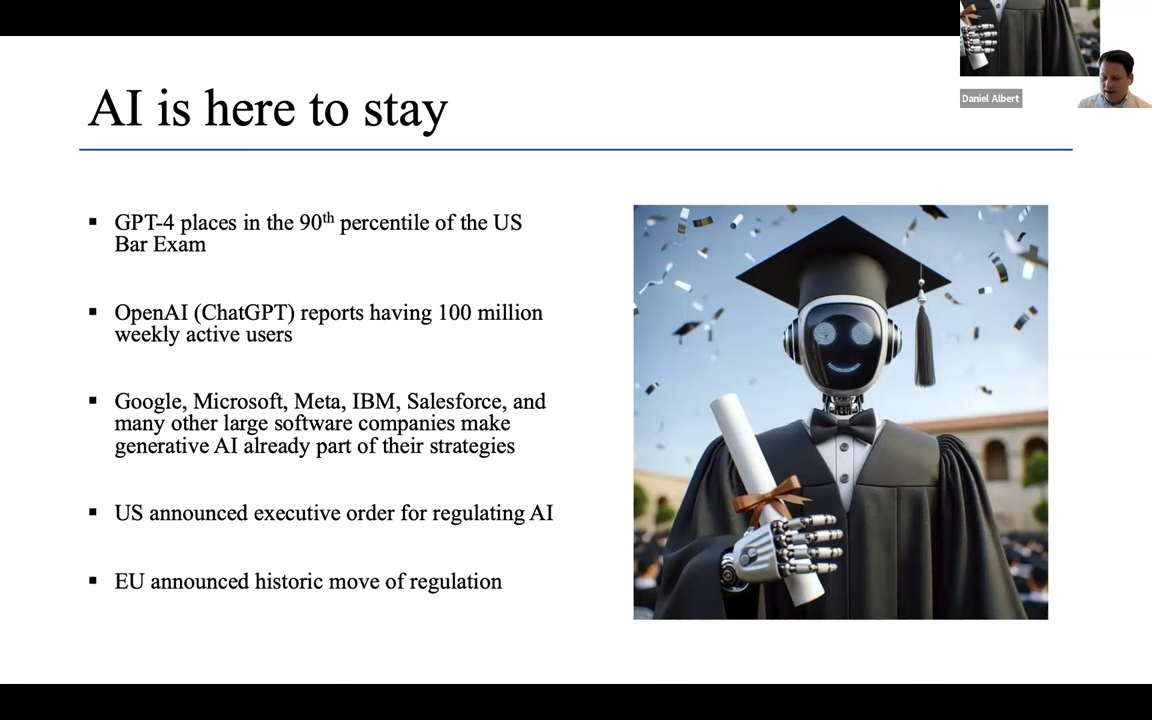 AI is here to stay
Daniel Albert
▪ GPT-4 places in the 90th percentile of the US
Bar Exam
▪ OpenAI (ChatGPT) reports having 100 million
weekly active users
▪ Google, Microsoft, Meta, IBM, Salesforce, and
many other large software companies make
generative AI already part of their strategies
▪ US announced executive order for regulating AI
▪ EU announced historic move of regulation